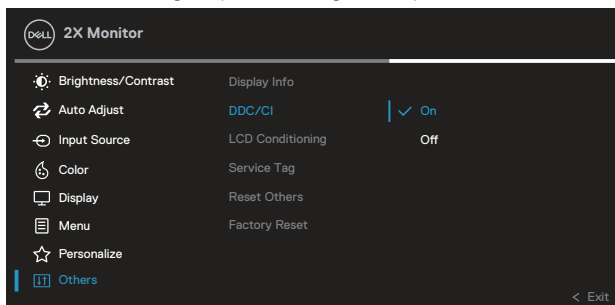 DELL 2X Monitor
Brightness/Contrast Display Info
Auto Adjust DDC/CI On
Input Source LCD Conditioning Off
Color Service Tag
Display Reset Others
Menu Factory Reset
Personalize
Others
< Exit